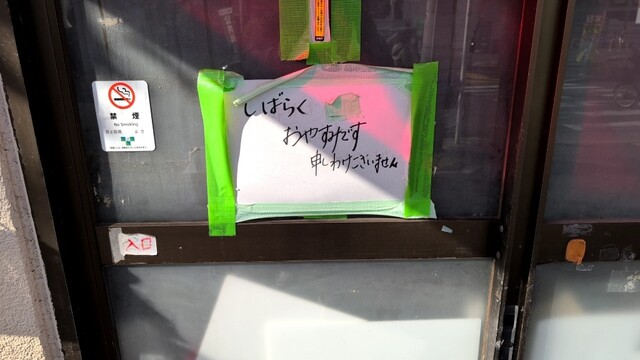 しばらく
おやすみです
申しわけございません
禁煙
No Smoking
入口